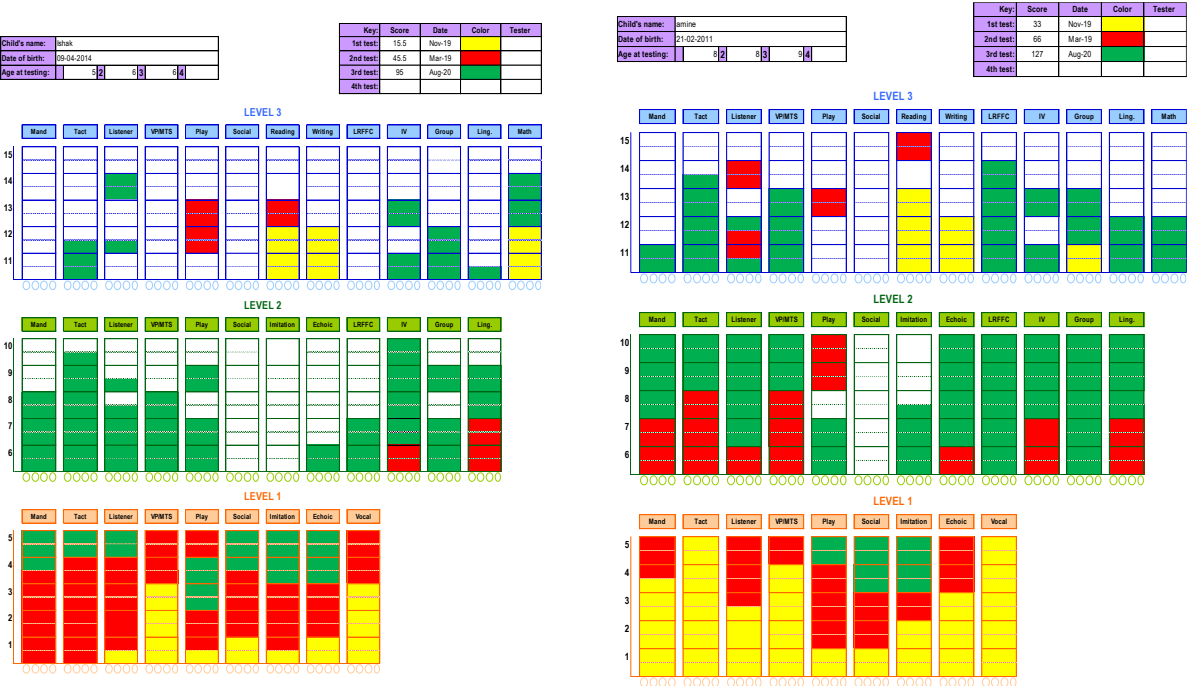 Key: Score Date Color Tester
1st test: 15.5 Nov-19
2nd test: 45.5 Mar-19
3rd test: 95 Aug-20
4th test:
Child's name: Ishak
Date of birth: 09-04-2014
Age at testing: 5 2 6 3 6 4
LEVEL 3
Mand Tact Listener VP/MTS Play Social Reading Writing LRFFC IV Group Ling. Math
15
14
13
12
11
LEVEL 2
Mand Tact Listener VP/MTS Play Social Imitation Echoic LRFFC IV Group Ling.
10
9
8
7
6
LEVEL 1
Mand Tact Listener VP/MTS Play Social Imitation Echoic Vocal
5
4
3
2
1
Key: Score Date Color Tester
1st test: 33 Nov-19
2nd test: 66 Mar-19
3rd test: 127 Aug-20
4th test:
Child's name: amine
Date of birth: 21-02-2011
Age at testing: 8 2 8 3 9 4
LEVEL 3
Mand Tact Listener VP/MTS Play Social Reading Writing LRFFC IV Group Ling. Math
15
14
13
12
11
LEVEL 2
Mand Tact Listener VP/MTS Play Social Imitation Echoic LRFFC IV Group Ling.
10
9
8
7
6
LEVEL 1
Mand Tact Listener VP/MTS Play Social Imitation Echoic Vocal
5
4
3
2
1